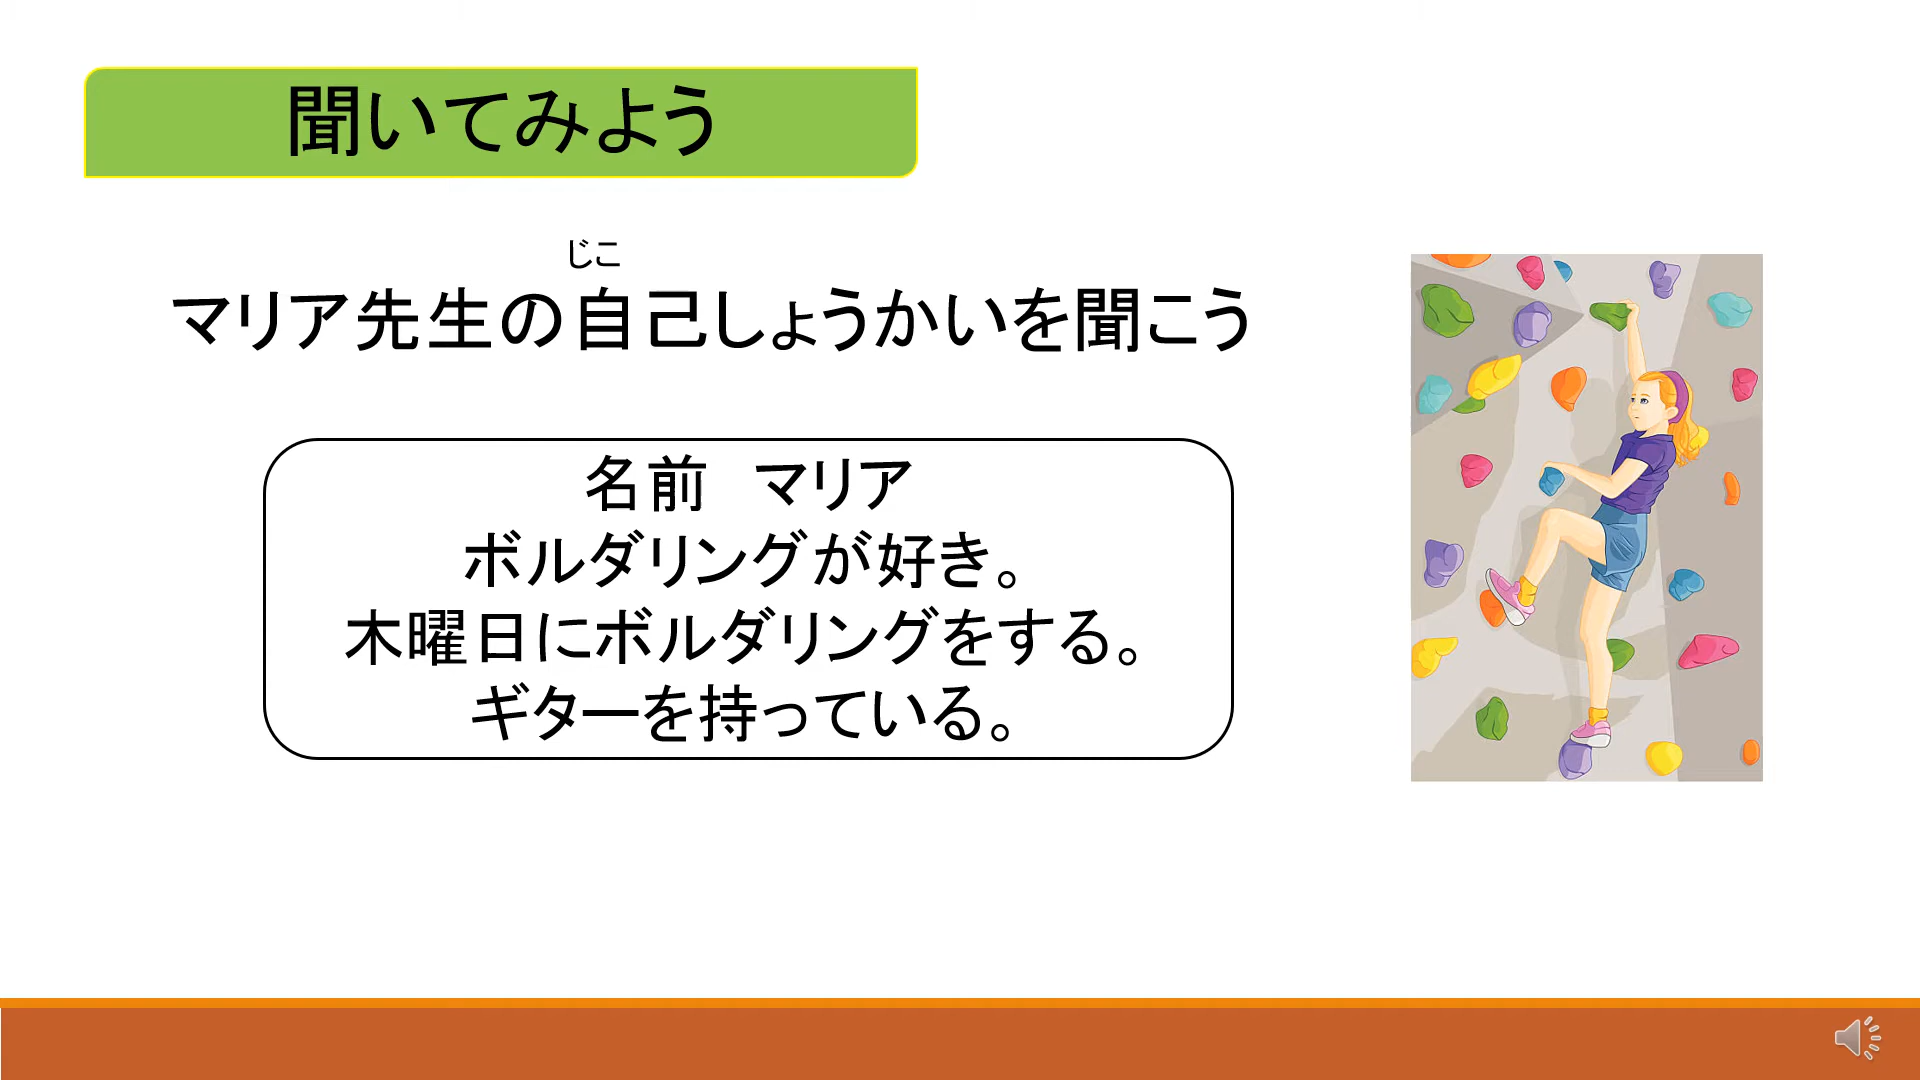 聞いてみよう
じこ
マリア先生の自己しょうかいを聞こう
名前　マリア
ボルダリングが好き。
木曜日にボルダリングをする。
ギターを持っている。